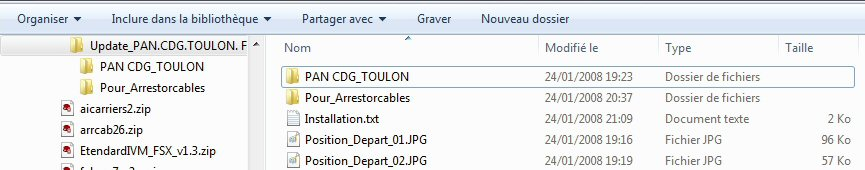 Organiser Inclure dans la bibliothèque Partager avec Graver Nouveau dossier
Update_PAN.CDG.TOULON. F
PAN CDG_TOULON
Pour_Arrestorcables
aicarriers2.zip
arrcab26.zip
EtendardIVM_FSX_v1.3.zip
Nom Modifié le Type Taille
PAN CDG_TOULON 24/01/2008 19:23 Dossier de fichiers
Pour_Arrestorcables 24/01/2008 20:37 Dossier de fichiers
Installation.txt 24/01/2008 21:09 Document texte 2 Ko
Position_Depart_01.JPG 24/01/2008 19:16 Fichier JPG 96 Ko
Position_Depart_02.JPG 24/01/2008 19:19 Fichier JPG 57 Ko